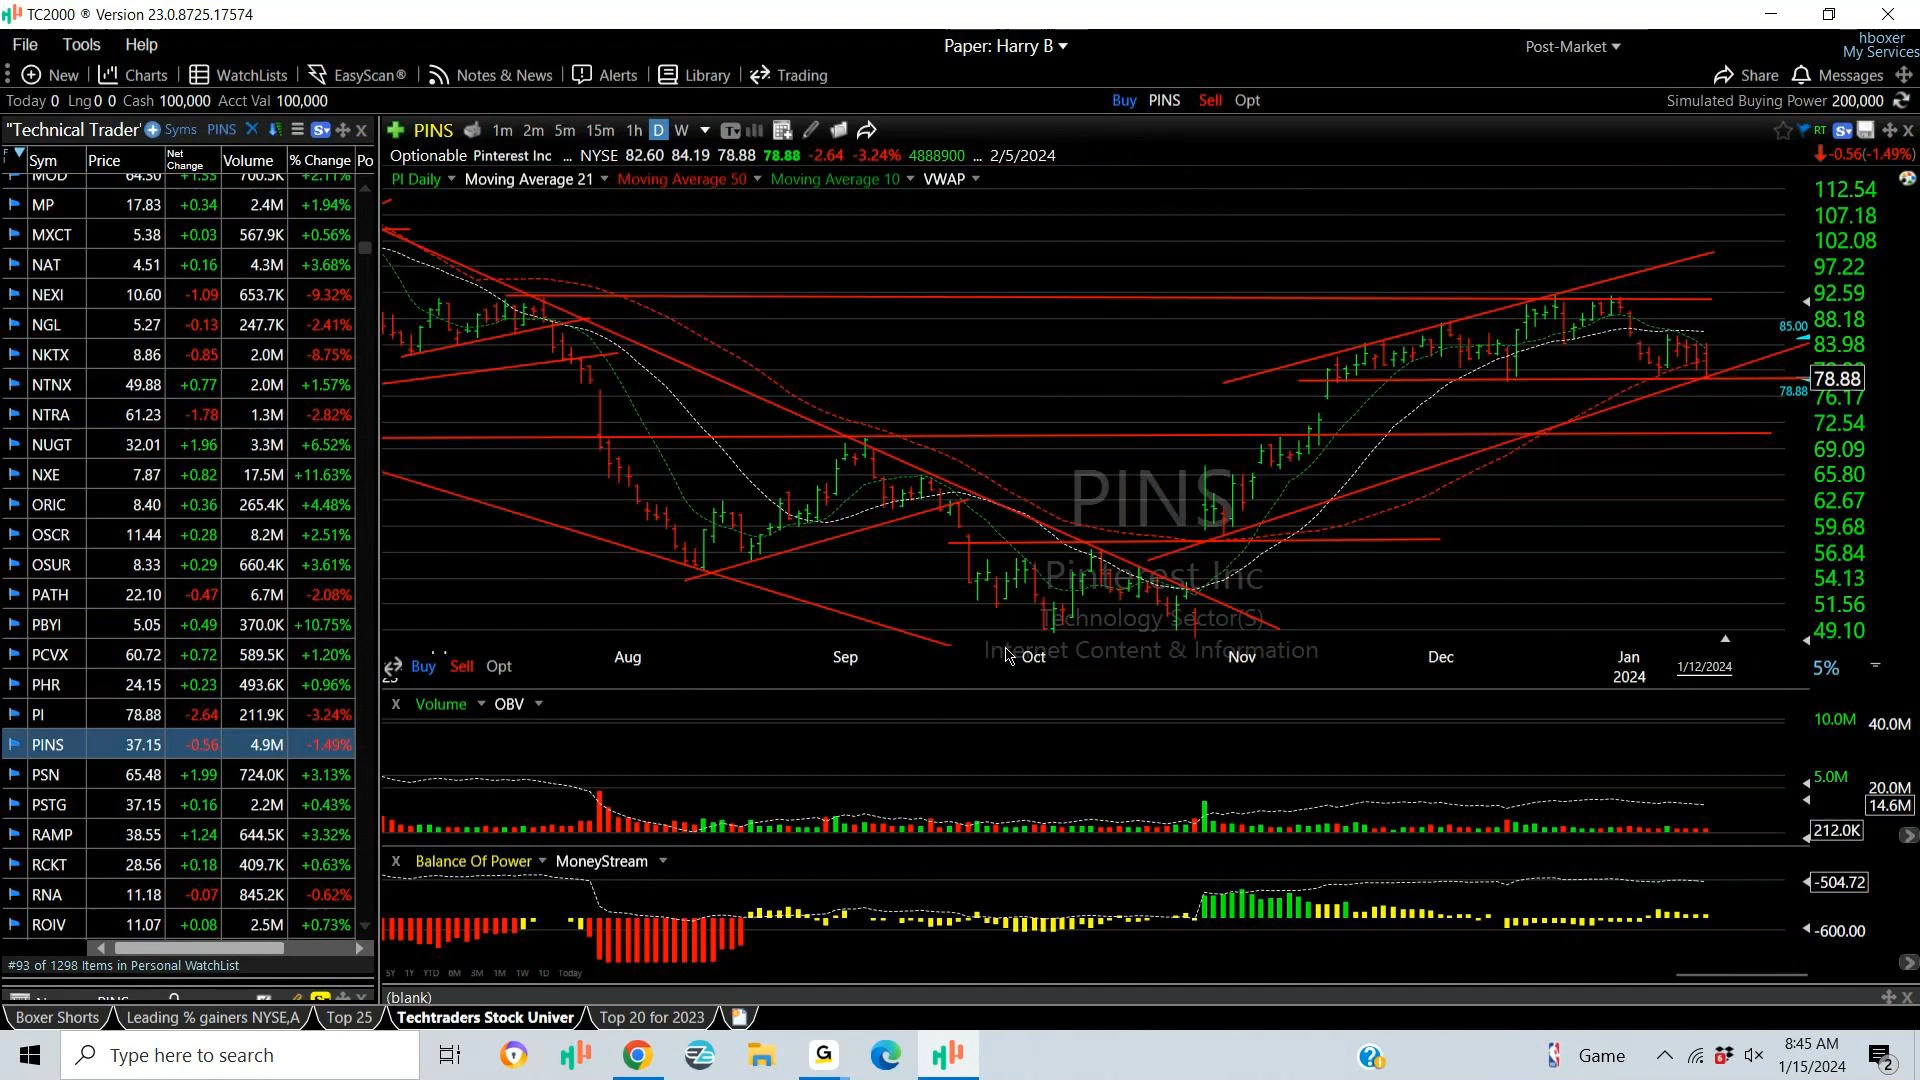 TC2000 ® Version 23.0.8725.17574
File Tools Help
Paper: Harry B
Post-Market
hboxer
My Services
New Charts WatchLists EasyScan® Notes & News Alerts Library Trading
Share Messages
Today 0 Lng 0 0 Cash 100,000 Acct Val 100,000
Buy PINS Sell Opt
Simulated Buying Power 200,000
"Technical Trader' Syms PINS
PINS 1m 2m 5m 15m 1h D W
RT
Sym Price Net Change Volume % Change Po
Optionable Pinterest Inc ... NYSE 82.60 84.19 78.88 78.88 -2.64 -3.24% 4888900 ... 2/5/2024
-0.56(-1.49%)
PI Daily Moving Average 21 Moving Average 50 Moving Average 10 VWAP
MOD 64.30 +1.33 700.5K +2.11%
MP 17.83 +0.34 2.4M +1.94%
MXCT 5.38 +0.03 567.9K +0.56%
NAT 4.51 +0.16 4.3M +3.68%
NEXI 10.60 -1.09 653.7K -9.32%
NGL 5.27 -0.13 247.7K -2.41%
NKTX 8.86 -0.85 2.0M -8.75%
NTNX 49.88 +0.77 2.0M +1.57%
NTRA 61.23 -1.78 1.3M -2.82%
NUGT 32.01 +1.96 3.3M +6.52%
NXE 7.87 +0.82 17.5M +11.63%
ORIC 8.40 +0.36 265.4K +4.48%
OSCR 11.44 +0.28 8.2M +2.51%
OSUR 8.33 +0.29 660.4K +3.61%
PATH 22.10 -0.47 6.7M -2.08%
PBYI 5.05 +0.49 370.0K +10.75%
PCVX 60.72 +0.72 589.5K +1.20%
PHR 24.15 +0.23 493.6K +0.96%
PI 78.88 -2.64 211.9K -3.24%
PINS 37.15 -0.56 4.9M -1.49%
PSN 65.48 +1.99 724.0K +3.13%
PSTG 37.15 +0.16 2.2M +0.43%
RAMP 38.55 +1.24 644.5K +3.32%
RCKT 28.56 +0.18 409.7K +0.63%
RNA 11.18 -0.07 845.2K -0.62%
ROIV 11.07 +0.08 2.5M +0.73%
#93 of 1298 Items in Personal WatchList
112.54
107.18
102.08
97.22
92.59
88.18
85.00
83.98
78.88
78.88
76.17
72.54
69.09
65.80
62.67
59.68
56.84
54.13
51.56
49.10
PINS
Pinterest Inc
Technology Sector(S)
Internet Content & Information
Aug Sep Oct Nov Dec Jan
2024
1/12/2024
5%
Buy Sell Opt
X Volume OBV
10.0M 40.0M
5.0M
20.0M
14.6M
212.0K
X Balance Of Power MoneyStream
-504.72
-600.00
5Y 1Y YTD 6M 3M 1M 1W 1D Today
(blank)
Boxer Shorts Leading % gainers NYSE,A Top 25 Techtraders Stock Univer Top 20 for 2023
Type here to search
Game
8:45 AM
1/15/2024
2